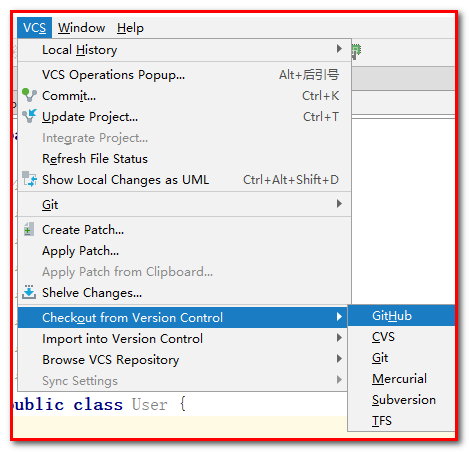 VCS Window Help
Local History
VCS Operations Popup... Alt+后引号
Commit... Ctrl+K
Update Project... Ctrl+T
Integrate Project...
Refresh File Status
Show Local Changes as UML Ctrl+Alt+Shift+D
Git
Create Patch...
Apply Patch...
Apply Patch from Clipboard...
Shelve Changes...
Checkout from Version Control
GitHub
Import into Version Control
CVS
Browse VCS Repository
Git
Sync Settings
Mercurial
public class User {
Subversion
TFS